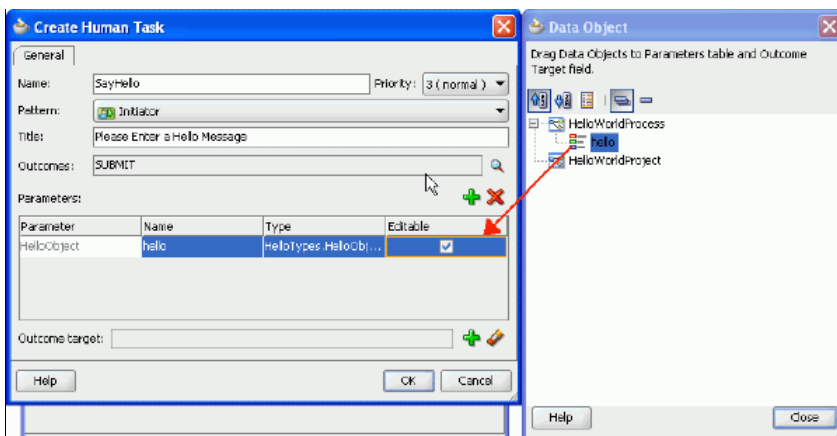 Create Human Task
General
Name: SayHello Priority: 3 ( normal )
Pattern: Initiator
Title: Please Enter a Hello Message
Outcomes: SUBMIT
Parameters:
Parameter Name Type Editable
HelloObject hello HelloTypes.HelloObj...
Outcome target:
Help OK Cancel
Data Object
Drag Data Objects to Parameters table and Outcome
Target field.
HelloWorldProcess
hello
HelloWorldProject
Help Close